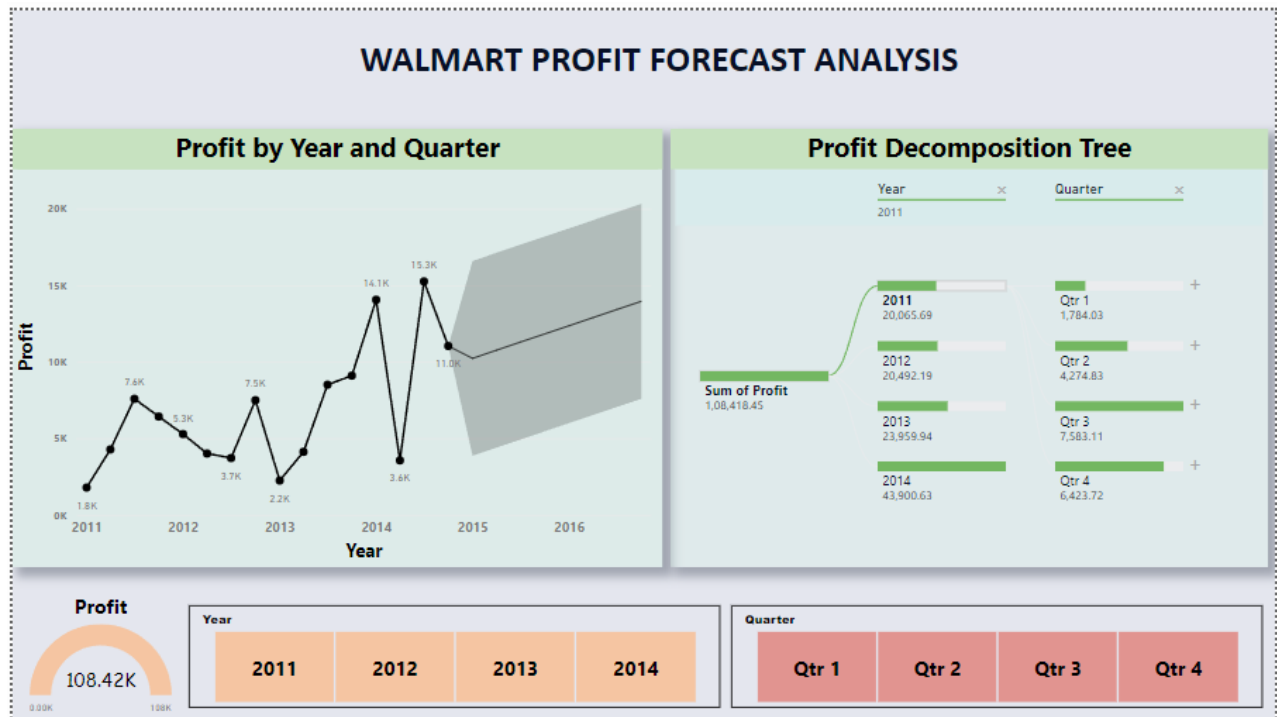 WALMART PROFIT FORECAST ANALYSIS
Profit by Year and Quarter
Profit
20K
15K
10K
5K
0K
1.8K
7.6K
5.3K
3.7K
7.5K
2.2K
14.1K
3.6K
15.3K
11.0K
2011 2012 2013 2014 2015 2016
Year
Profit Decomposition Tree
Year
2011
Quarter
Sum of Profit
1,08,418.45
2011
20,065.69
2012
20,492.19
2013
23,959.94
2014
43,900.63
Qtr 1
1,784.03
Qtr 2
4,274.83
Qtr 3
7,583.11
Qtr 4
6,423.72
Profit
108.42K
0.00K 108K
Year
2011 2012 2013 2014
Quarter
Qtr 1 Qtr 2 Qtr 3 Qtr 4